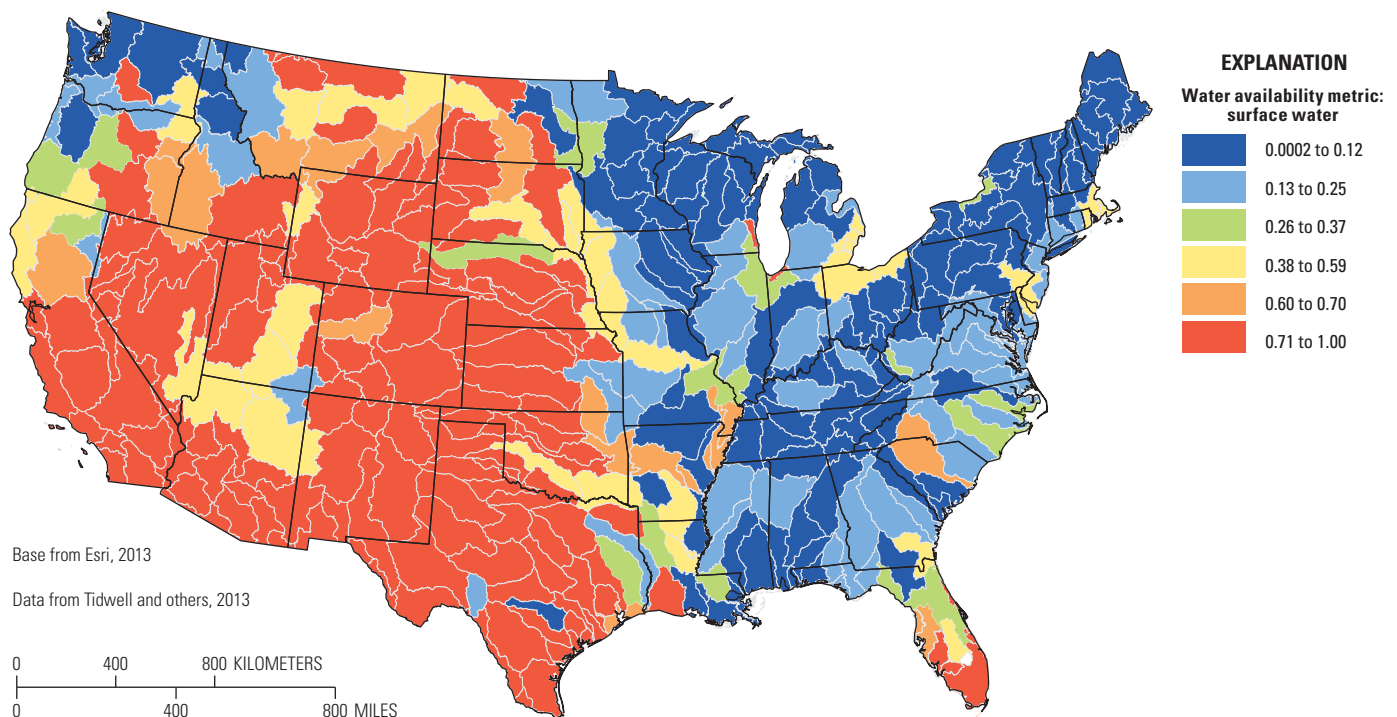 EXPLANATION
Water availability metric:
surface water
0.0002 to 0.12
0.13 to 0.25
0.26 to 0.37
0.38 to 0.59
0.60 to 0.70
0.71 to 1.00
Base from Esri, 2013
Data from Tidwell and others, 2013
0 400 800 KILOMETERS
0 400 800 MILES